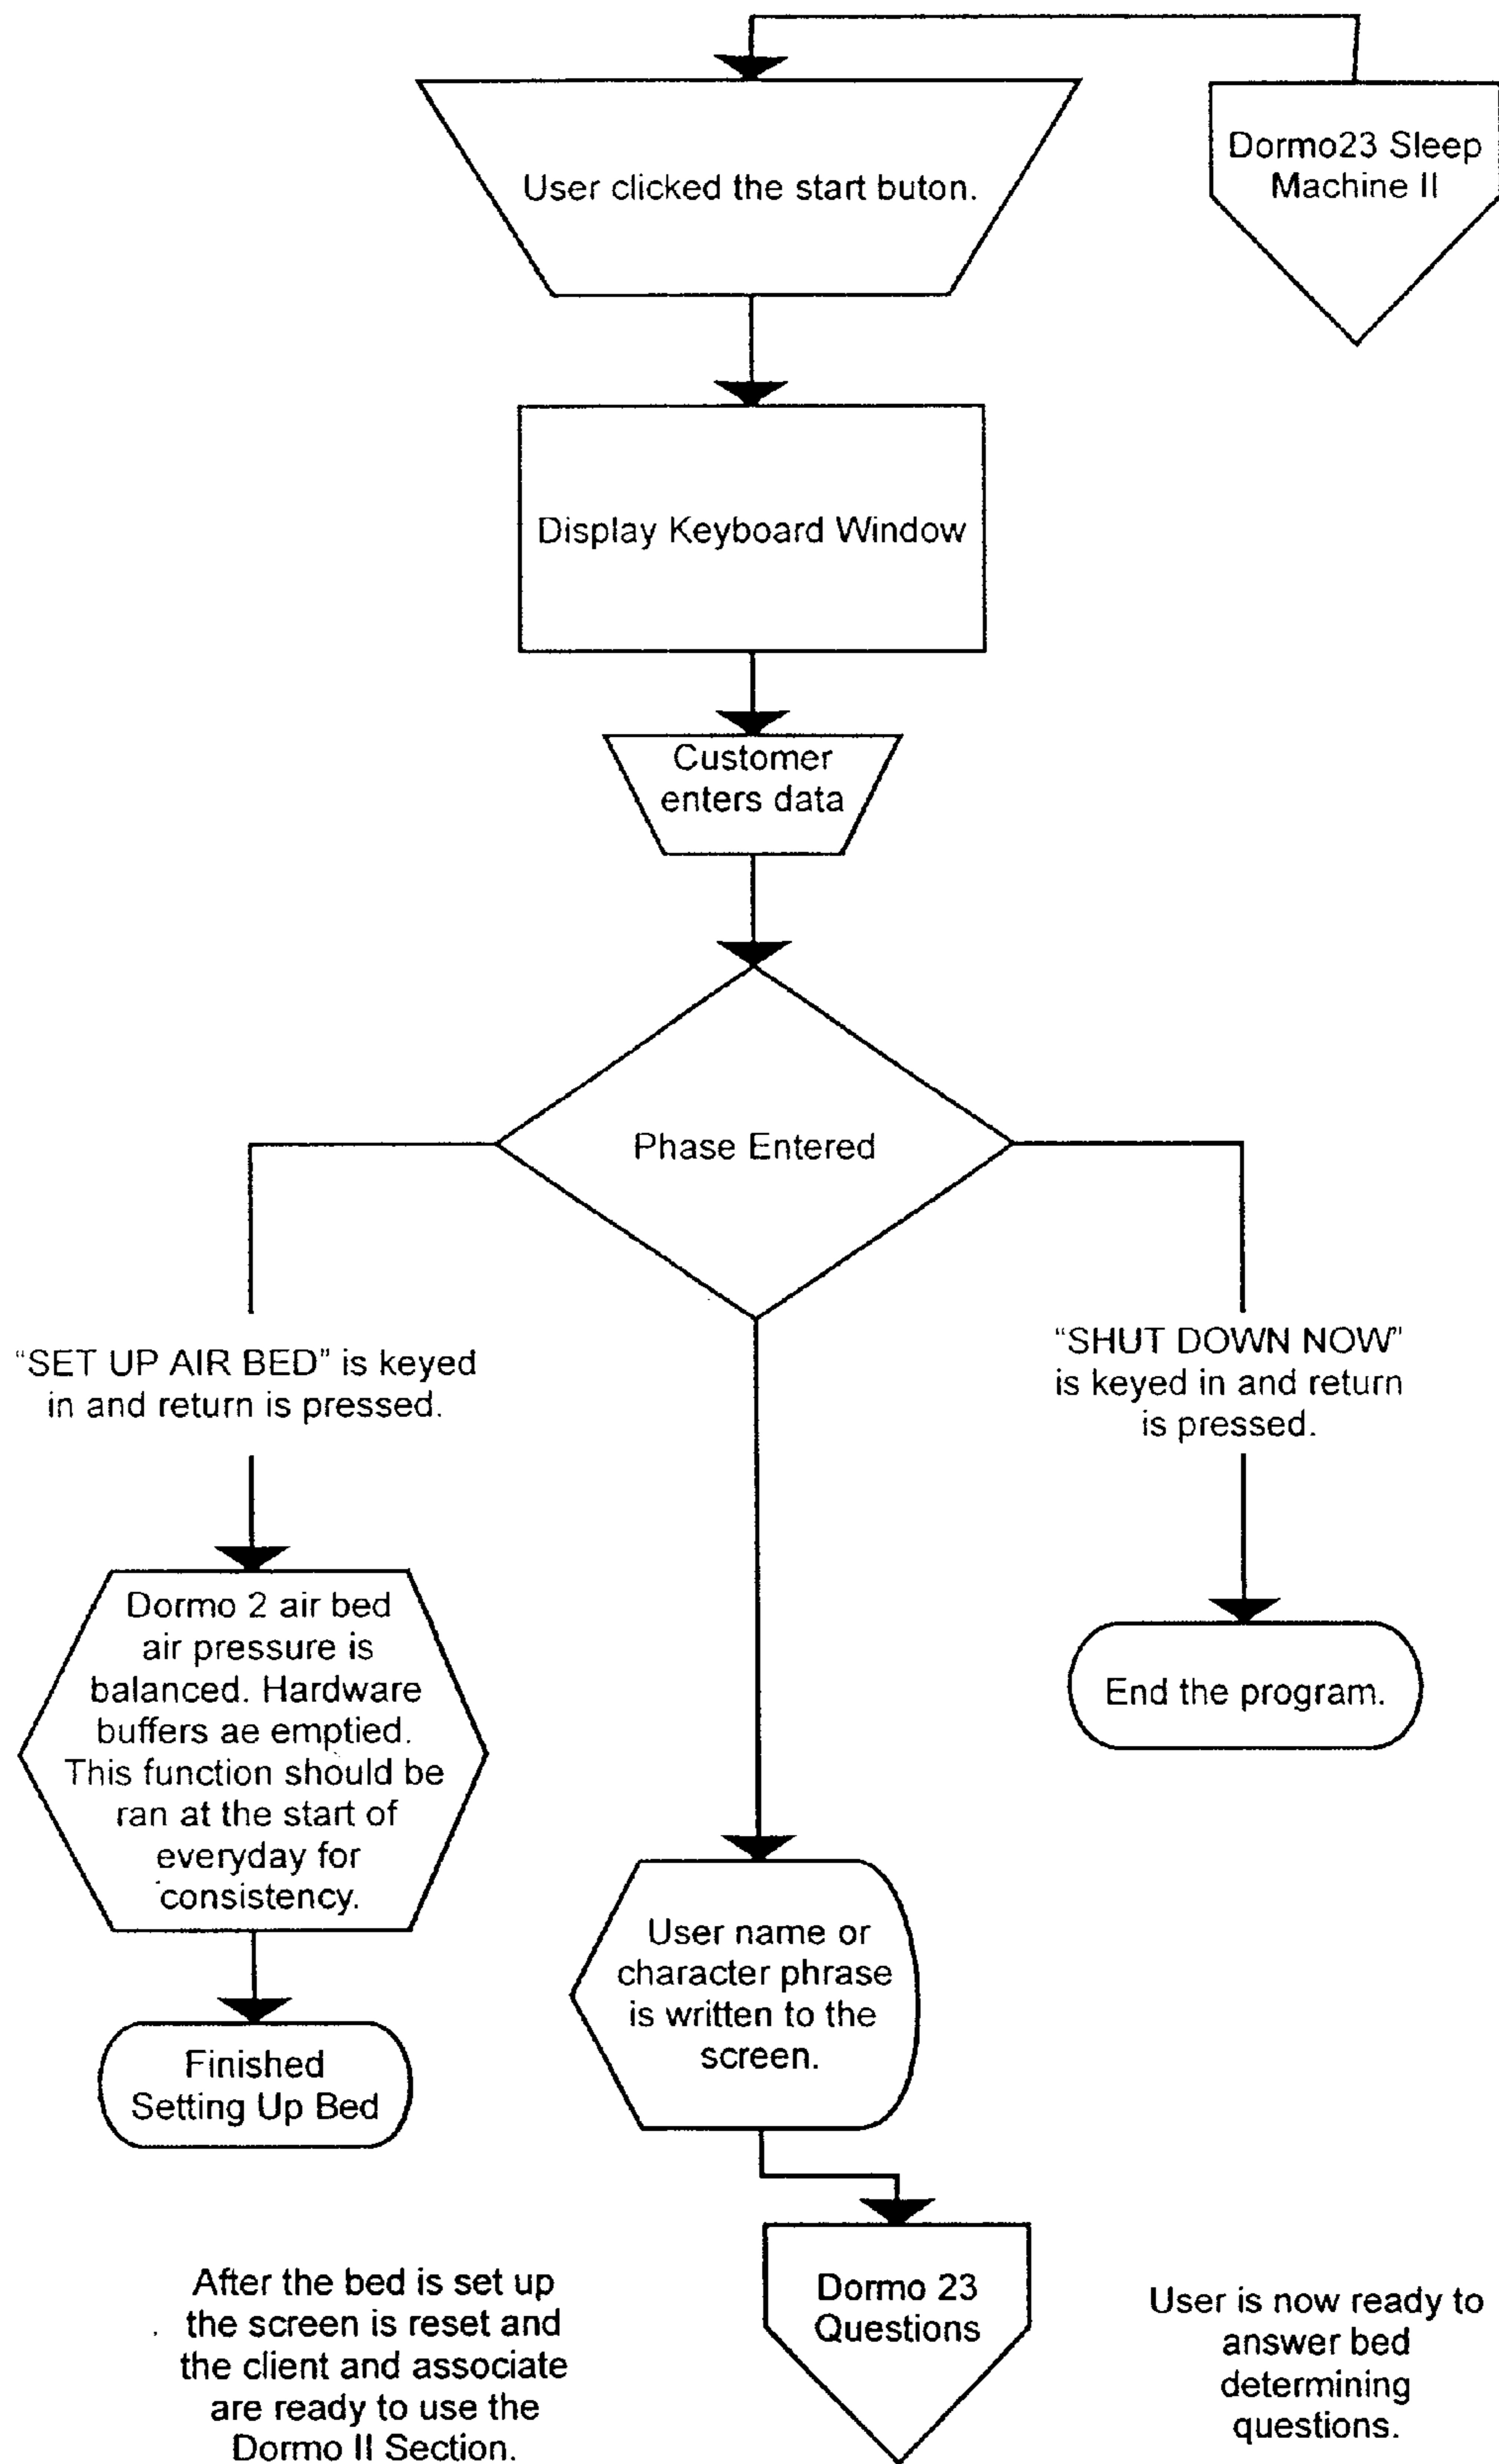 Dormo23 Sleep
Machine II
User clicked the start buton.
Display Keyboard Window
Customer
enters data
Phase Entered
“SET UP AIR BED” is keyed
in and return is pressed.
“SHUT DOWN NOW”
is keyed in and return
is pressed.
Dormo 2 air bed
air pressure is
balanced. Hardware
buffers ae emptied.
This function should be
ran at the start of
everyday for
consistency.
End the program.
User name or
character phrase
is written to the
screen.
Finished
Setting Up Bed
Dormo 23
Questions
After the bed is set up
the screen is reset and
the client and associate
are ready to use the
Dormo II Section.
User is now ready to
answer bed
determining
questions.